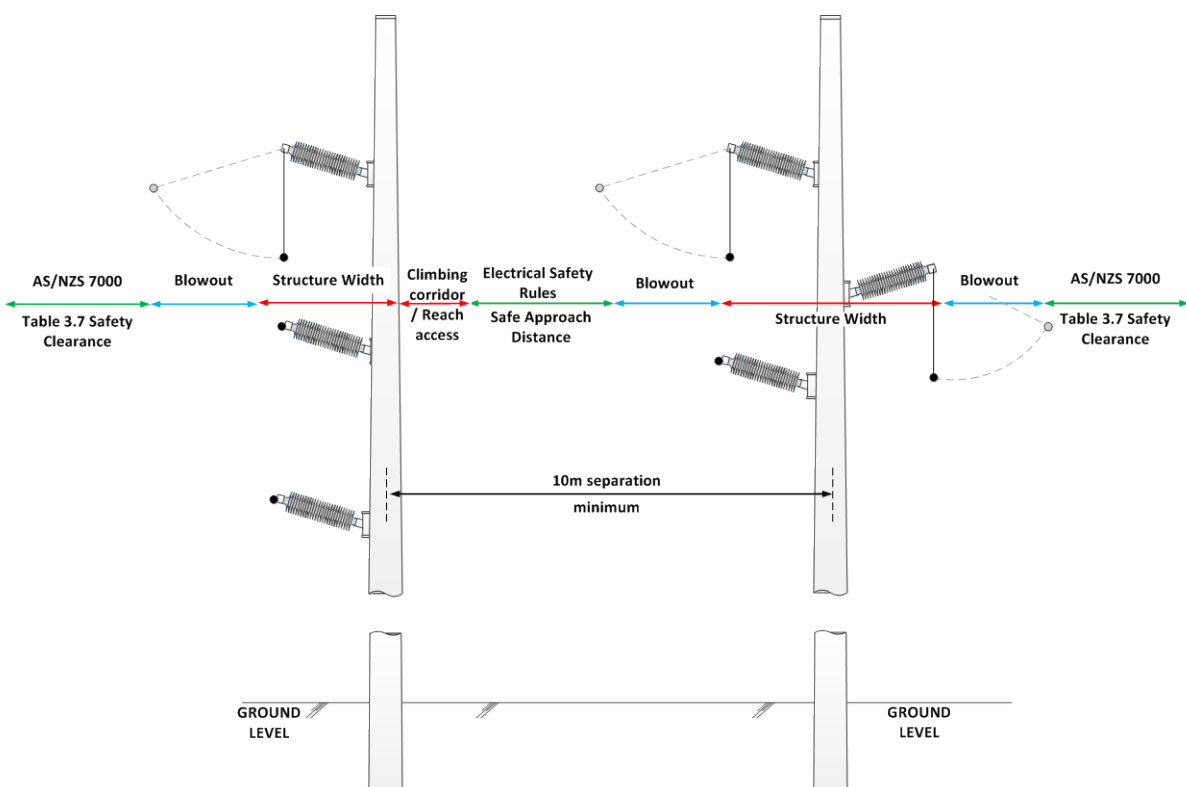 AS/NZS 7000
Table 3.7 Safety
Clearance
Blowout
Structure Width
Climbing
corridor
/ Reach
access
Electrical Safety
Rules
Safe Approach
Distance
Blowout
Structure Width
Blowout
AS/NZS 7000
Table 3.7 Safety
Clearance
10m separation
minimum
GROUND
LEVEL
GROUND
LEVEL